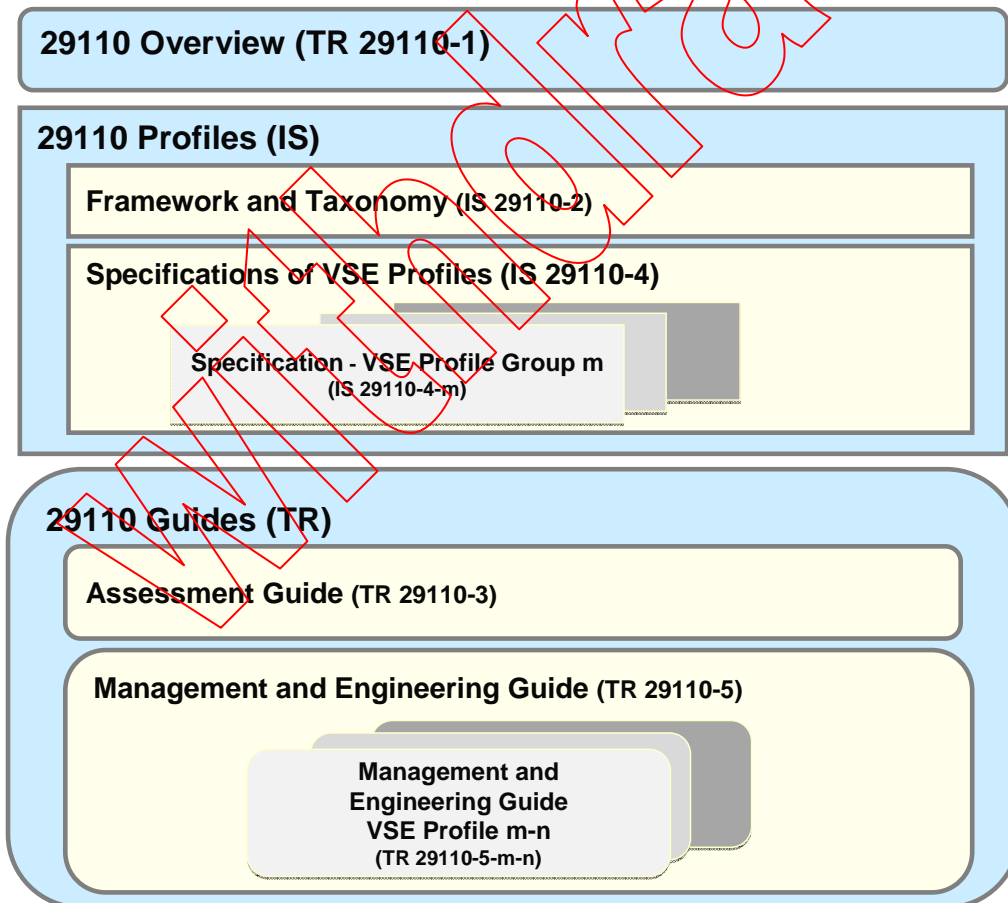 29110 Overview (TR 29110-1)
29110 Profiles (IS)
Framework and Taxonomy (IS 29110-2)
Specifications of VSE Profiles (IS 29110-4)
Specification - VSE Profile Group m
(IS 29110-4-m)
29110 Guides (TR)
Assessment Guide (TR 29110-3)
Management and Engineering Guide (TR 29110-5)
Management and
Engineering Guide
VSE Profile m-n
(TR 29110-5-m-n)
Withdra